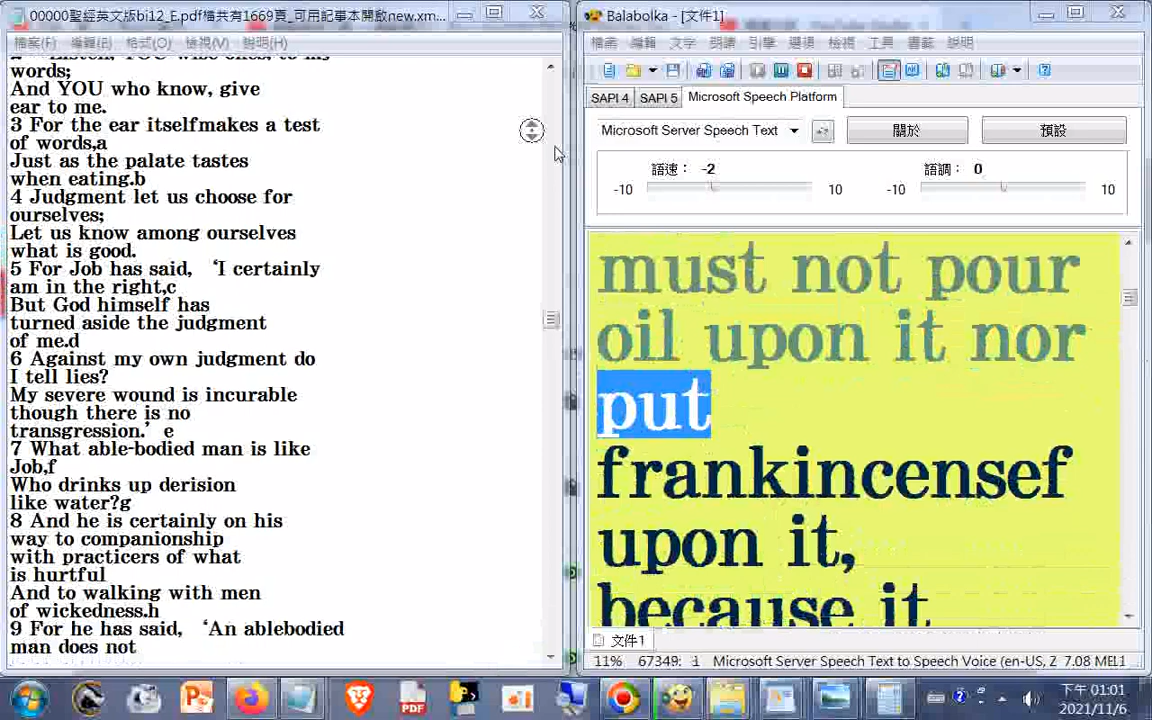 00000聖經英文版bi12_E.pdf檔共有1669頁_可用記事本開啟new.xm...
檔案(F) 編輯(E) 格式(O) 檢視(V) 說明(H)
words;
And YOU who know, give
ear to me.
3 For the ear itselfmakes a test
of words,a
Just as the palate tastes
when eating.b
4 Judgment let us choose for
ourselves;
Let us know among ourselves
what is good.
5 For Job has said, ‘I certainly
am in the right,c
But God himself has
turned aside the judgment
of me.d
6 Against my own judgment do
I tell lies?
My severe wound is incurable
though there is no
transgression.’ e
7 What able-bodied man is like
Job,f
Who drinks up derision
like water?g
8 And he is certainly on his
way to companionship
with practicers of what
is hurtful
And to walking with men
of wickedness.h
9 For he has said, ‘An ablebodied
man does not
Balabolka - [文件1]
檔案 編輯 文字 朗讀 引擎 選項 檢視 工具 書籤 說明
SAPI 4 SAPI 5 Microsoft Speech Platform
Microsoft Server Speech Text 關於 預設
語速: -2 語調: 0
-10 10 -10 10
must not pour
oil upon it nor
put
frankincensef
upon it,
because it
文件1
11% 67349: 1 Microsoft Server Speech Text to Speech Voice (en-US, Z 7.08 MB
下午 01:01
2021/11/6